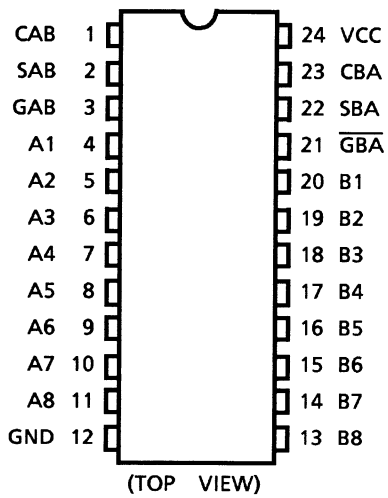 CAB 1 24 VCC
SAB 2 23 CBA
GAB 3 22 SBA
A1 4 21 G̅B̅A̅
A2 5 20 B1
A3 6 19 B2
A4 7 18 B3
A5 8 17 B4
A6 9 16 B5
A7 10 15 B6
A8 11 14 B7
GND 12 13 B8
(TOP VIEW)